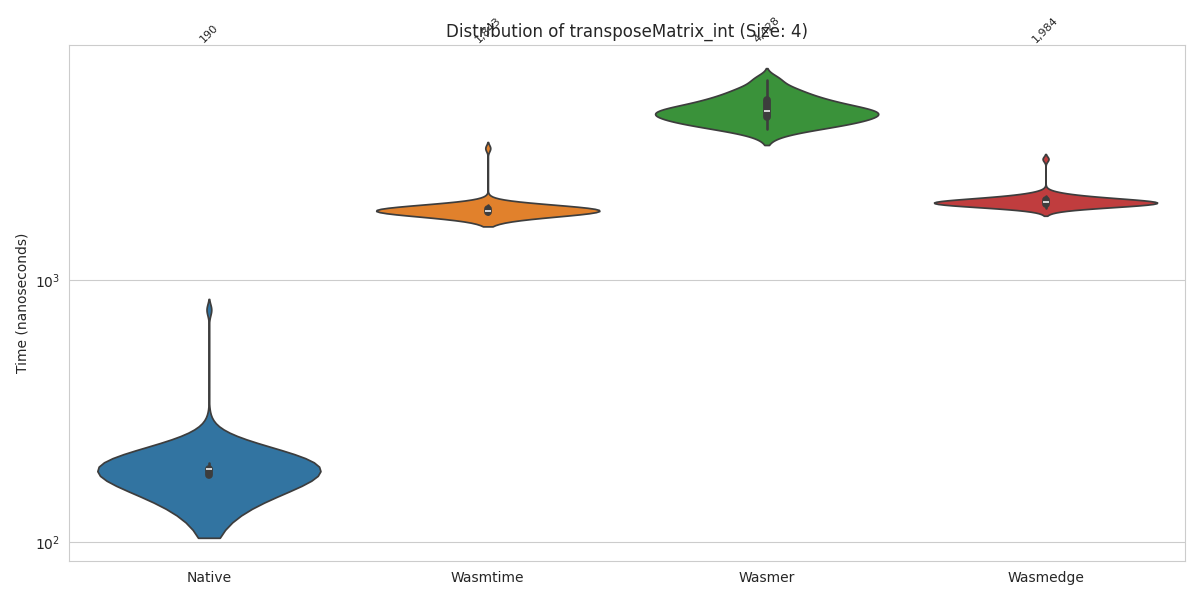 Distribution of transposeMatrix_int (Size: 4)
190
1,984
Time (nanoseconds)
10³
10²
Native Wasmtime Wasmer Wasmedge